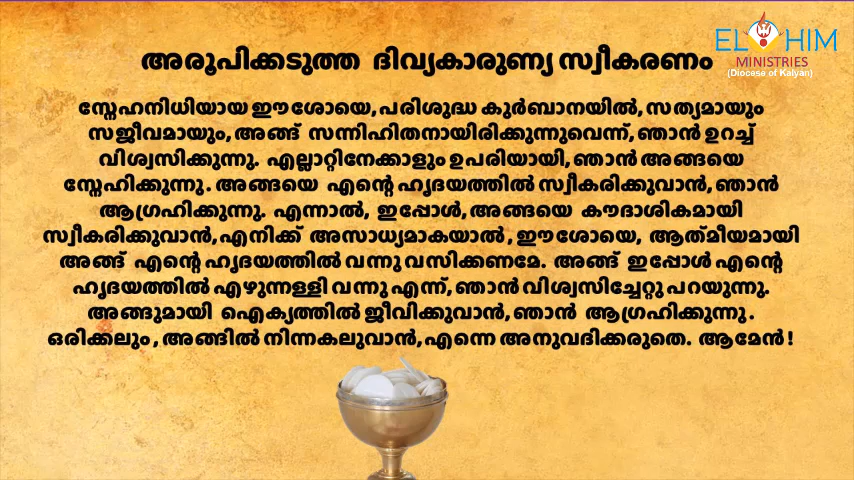 EL HIM
MINISTRIES
(Diocese of Kalyan)
അരൂപിക്കടുത്ത ദിവ്യകാരുണ്യ സ്വീകരണം
സ്നേഹനിധിയായ ഈശോയെ, പരിശുദ്ധ കുർബാനയിൽ, സത്യമായും
സജീവമായും, അങ്ങ് സന്നിഹിതനായിരിക്കുന്നുവെന്ന്, ഞാൻ ഉറച്ച്
വിശ്വസിക്കുന്നു. എല്ലാറ്റിനേക്കാളും ഉപരിയായി, ഞാൻ അങ്ങയെ
സ്നേഹിക്കുന്നു. അങ്ങയെ എന്റെ ഹൃദയത്തിൽ സ്വീകരിക്കുവാൻ, ഞാൻ
ആഗ്രഹിക്കുന്നു. എന്നാൽ, ഇപ്പോൾ, അങ്ങയെ കൗദാശികമായി
സ്വീകരിക്കുവാൻ, എനിക്ക് അസാധ്യമാകയാൽ, ഈശോയെ, ആത്മീയമായി
അങ്ങ് എന്റെ ഹൃദയത്തിൽ വന്നു വസിക്കണമേ. അങ്ങ് ഇപ്പോൾ എന്റെ
ഹൃദയത്തിൽ എഴുന്നള്ളി വന്നു എന്ന്, ഞാൻ വിശ്വസിച്ചേറ്റു പറയുന്നു.
അങ്ങുമായി ഐക്യത്തിൽ ജീവിക്കുവാൻ, ഞാൻ ആഗ്രഹിക്കുന്നു.
ഒരിക്കലും, അങ്ങിൽ നിന്നകലുവാൻ, എന്നെ അനുവദിക്കരുതെ. ആമേൻ!